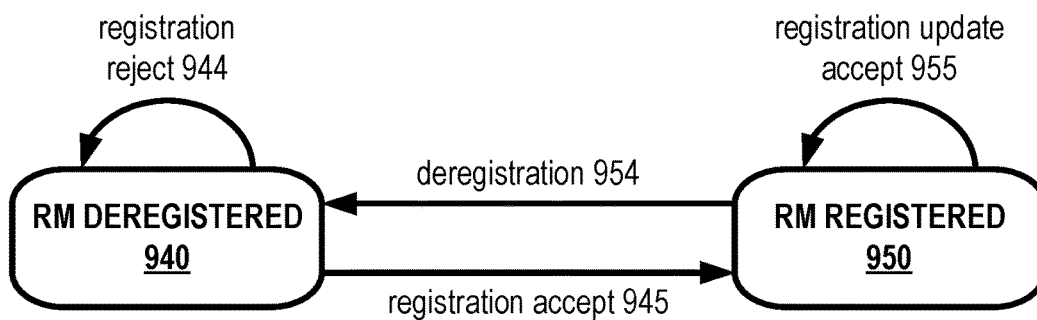 registration
reject 944
registration update
accept 955
deregistration 954
RM DEREGISTERED
940
RM REGISTERED
950
registration accept 945